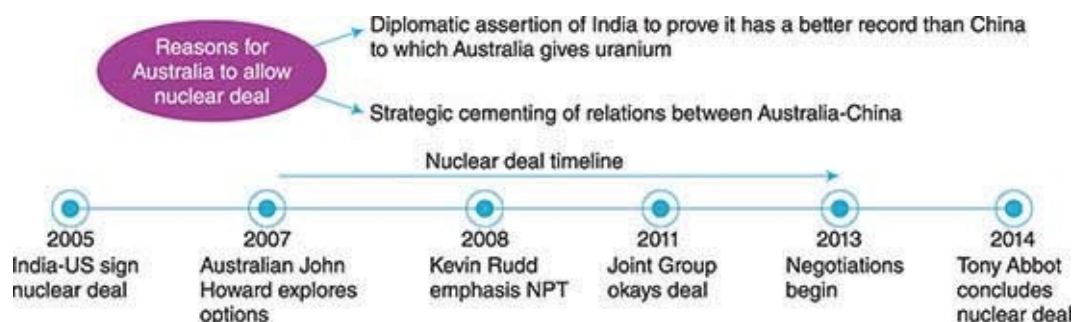 Reasons for
Australia to allow
nuclear deal
Diplomatic assertion of India to prove it has a better record than China
to which Australia gives uranium
Strategic cementing of relations between Australia-China
Nuclear deal timeline
2005
India-US sign
nuclear deal
2007
Australian John
Howard explores
options
2008
Kevin Rudd
emphasis NPT
2011
Joint Group
okays deal
2013
Negotiations
begin
2014
Tony Abbot
concludes
nuclear deal